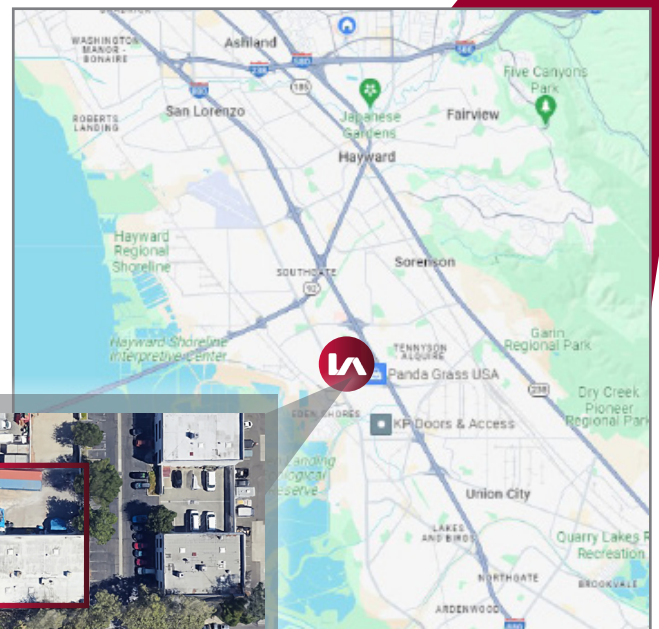 WASHINGTON
MANOR -
BONAIRE
Ashland
580
580
238
880
185
Five Canyons
Park
San Lorenzo
ROBERTS
LANDING
Japanese
Gardens
Fairview
Hayward
Hayward
Regional
Shoreline
SOUTHGATE
Sorenson
92
Hayward Shoreline
Interpretive Center
TENNYSON
ALQUIRE
Garin
Regional Park
Panda Grass USA
238
Dry Creek
Pioneer
Regional Park
EDEN SHORES
KP Doors & Access
Landing
Union City
LAKES
AND BIRDS
Quarry Lakes R
Recreation
NORTHGATE
BROOKVALE
ARDENWOOD
880